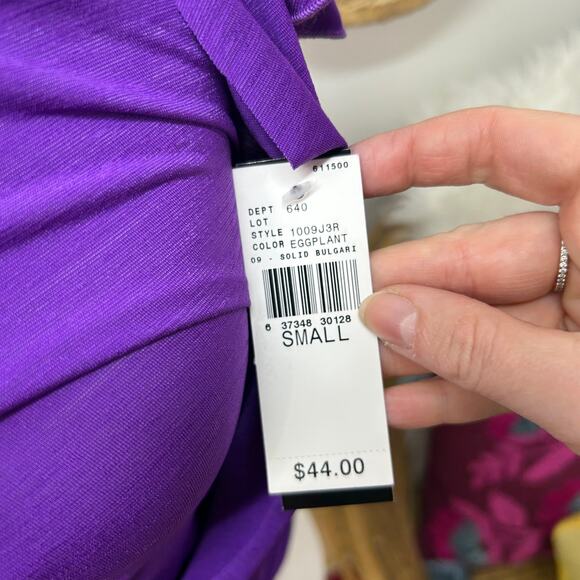 611500
DEPT 640
LOT
STYLE 1009J3R
COLOR EGGPLANT
09 - SOLID BULGARI
6 37348 30128
SMALL
$44.00